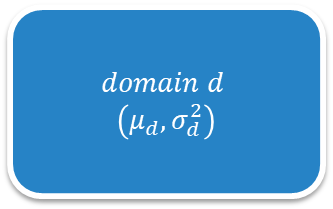 domain d
(μ_d, σ_d^2)